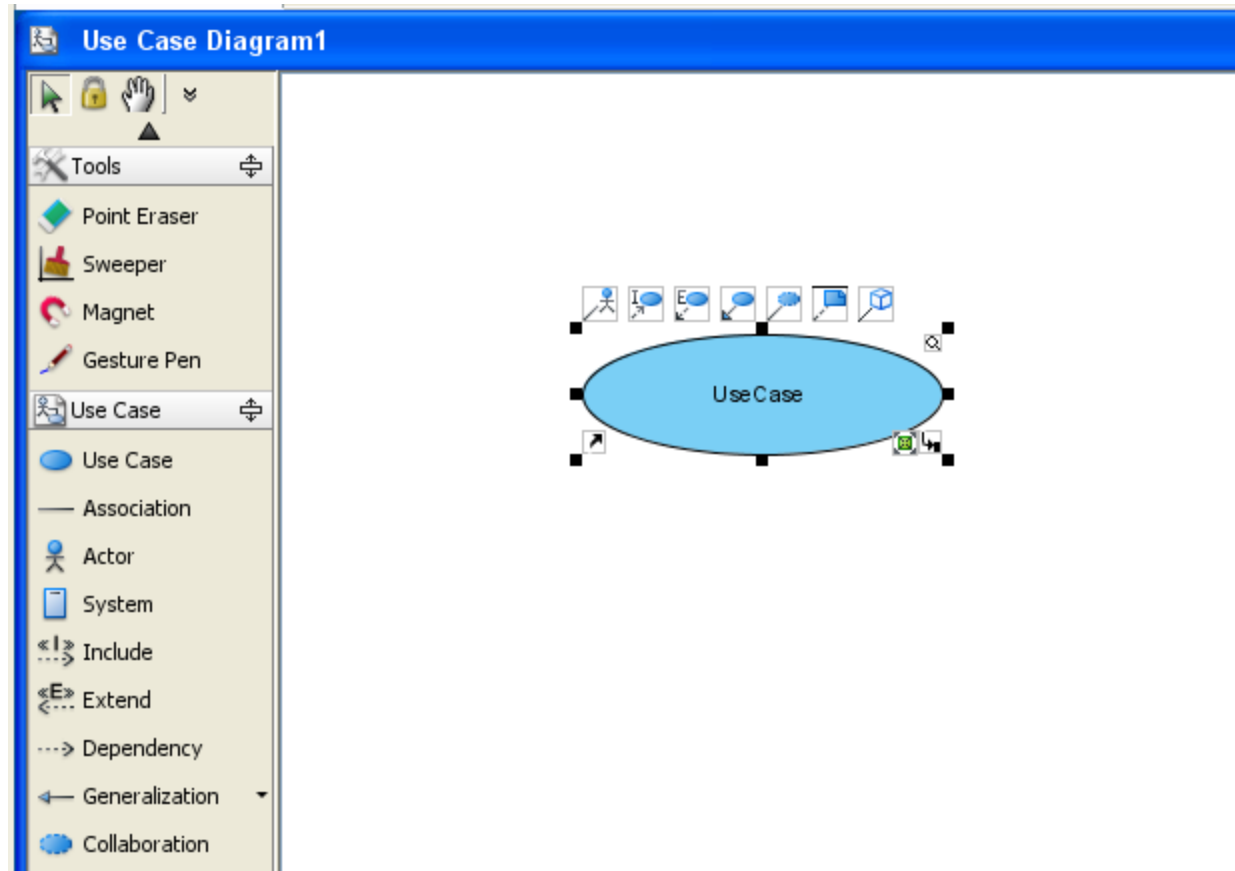 Use Case Diagram1
Tools
Point Eraser
Sweeper
Magnet
Gesture Pen
Use Case
Use Case
Association
Actor
System
«I»
Include
«E»
Extend
Dependency
Generalization
Collaboration
I
E
UseCase